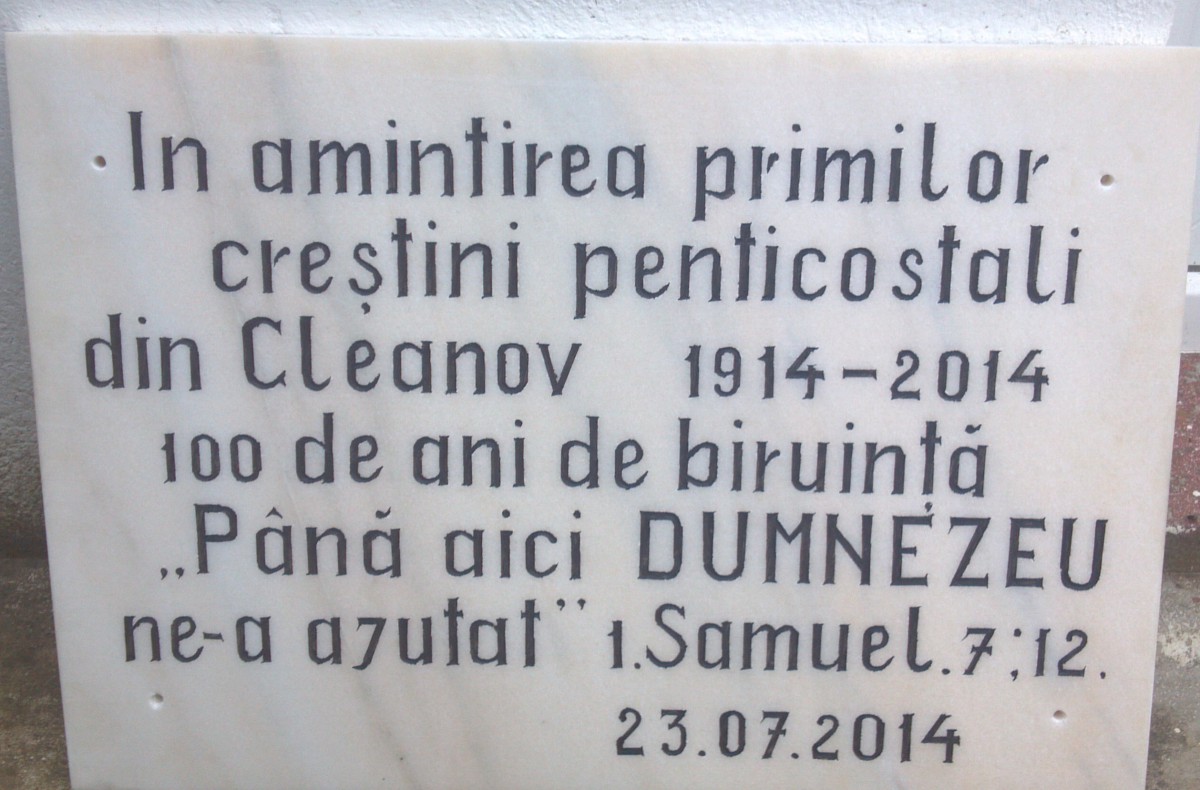 In amintirea primilor
creștini penticostali
din Cleanov 1914-2014
100 de ani de biruință
„Până aici DUMNEZEU
ne-a ajutat” 1.Samuel.7;12.
23.07.2014